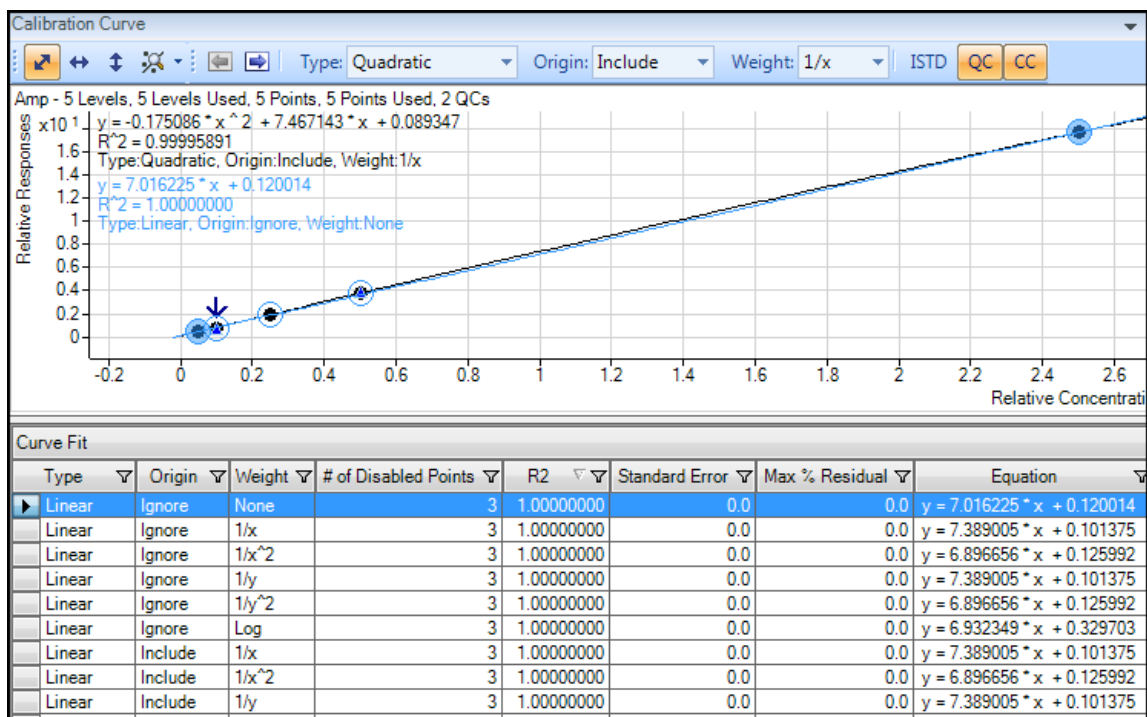 Calibration Curve
Type: Quadratic Origin: Include Weight: 1/x ISTD QC CC
Amp - 5 Levels, 5 Levels Used, 5 Points, 5 Points Used, 2 QCs
y = -0.175086 * x ^ 2 + 7.467143 * x + 0.089347
R^2 = 0.99995891
Type:Quadratic, Origin:Include, Weight:1/x
y = 7.016225 * x + 0.120014
R^2 = 1.00000000
Type:Linear, Origin:Ignore, Weight:None
Relative Responses
x10 1
1.6
1.4
1.2
1
0.8
0.6
0.4
0.2
0
-0.2 0 0.2 0.4 0.6 0.8 1 1.2 1.4 1.6 1.8 2 2.2 2.4 2.6
Relative Concentrati
Curve Fit
Type Origin Weight # of Disabled Points R2 Standard Error Max % Residual Equation
Linear Ignore None 3 1.00000000 0.0 0.0 y = 7.016225 * x + 0.120014
Linear Ignore 1/x 3 1.00000000 0.0 0.0 y = 7.389005 * x + 0.101375
Linear Ignore 1/x^2 3 1.00000000 0.0 0.0 y = 6.896656 * x + 0.125992
Linear Ignore 1/y 3 1.00000000 0.0 0.0 y = 7.389005 * x + 0.101375
Linear Ignore 1/y^2 3 1.00000000 0.0 0.0 y = 6.896656 * x + 0.125992
Linear Ignore Log 3 1.00000000 0.0 0.0 y = 6.932349 * x + 0.329703
Linear Include 1/x 3 1.00000000 0.0 0.0 y = 7.389005 * x + 0.101375
Linear Include 1/x^2 3 1.00000000 0.0 0.0 y = 6.896656 * x + 0.125992
Linear Include 1/y 3 1.00000000 0.0 0.0 y = 7.389005 * x + 0.101375